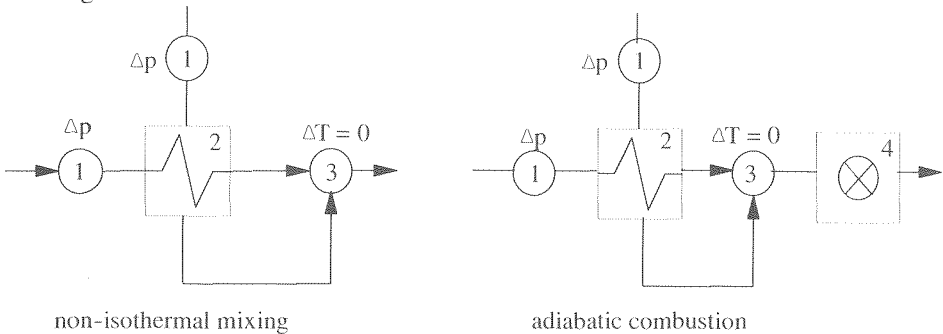 Δp
1
Δp
1
2
ΔT = 0
3
non-isothermal mixing
Δp
1
Δp
1
2
ΔT = 0
3
4
adiabatic combustion